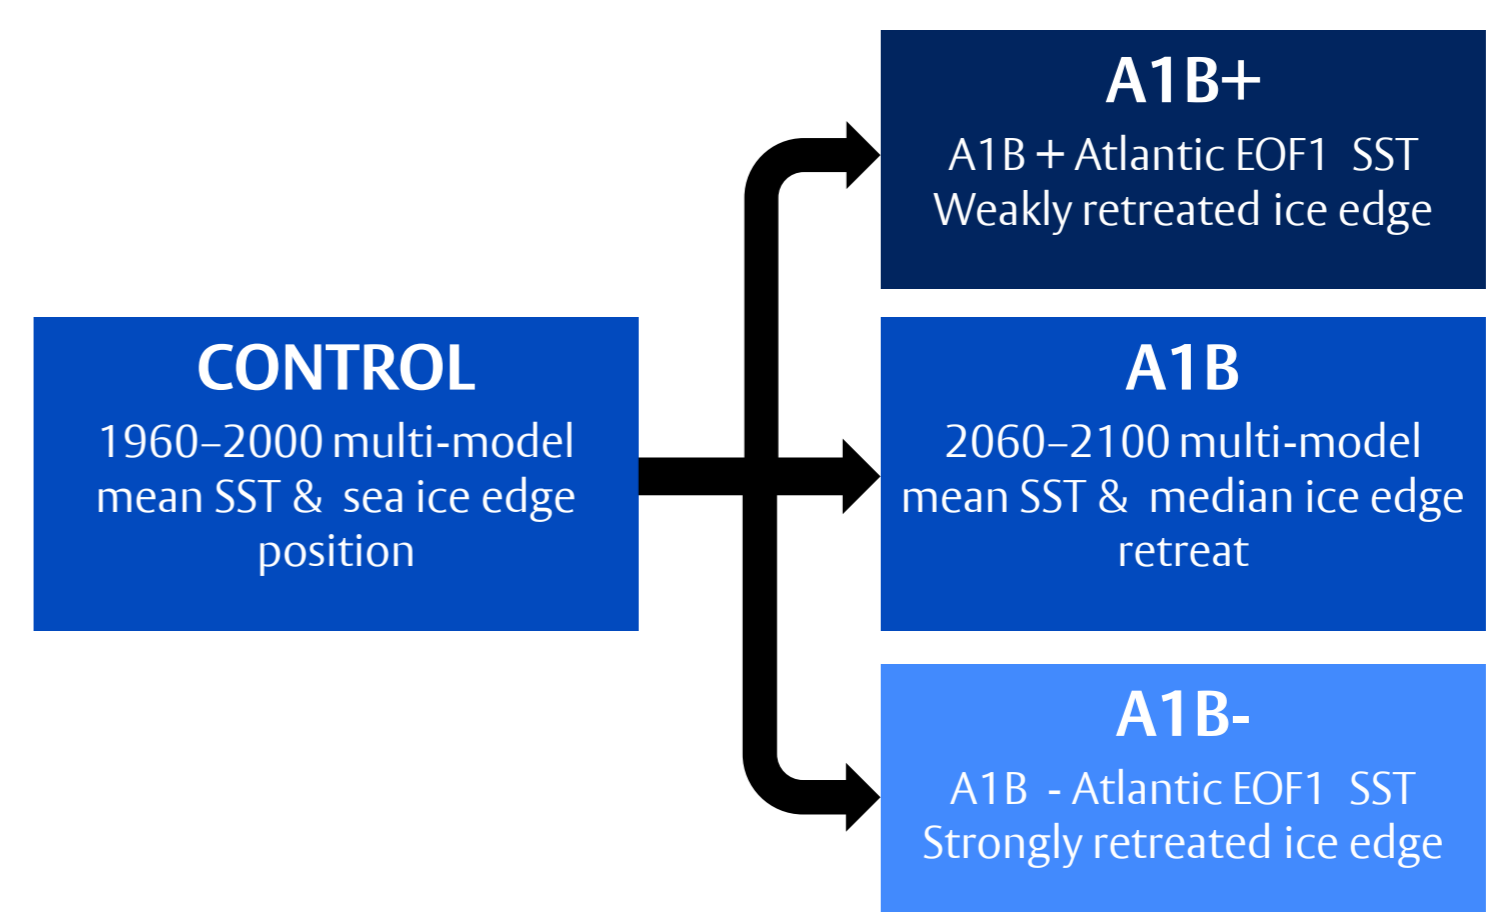 CONTROL
1960–2000 multi-model
mean SST & sea ice edge
position
A1B+
A1B + Atlantic EOF1 SST
Weakly retreated ice edge
A1B
2060–2100 multi-model
mean SST & median ice edge
retreat
A1B-
A1B - Atlantic EOF1 SST
Strongly retreated ice edge